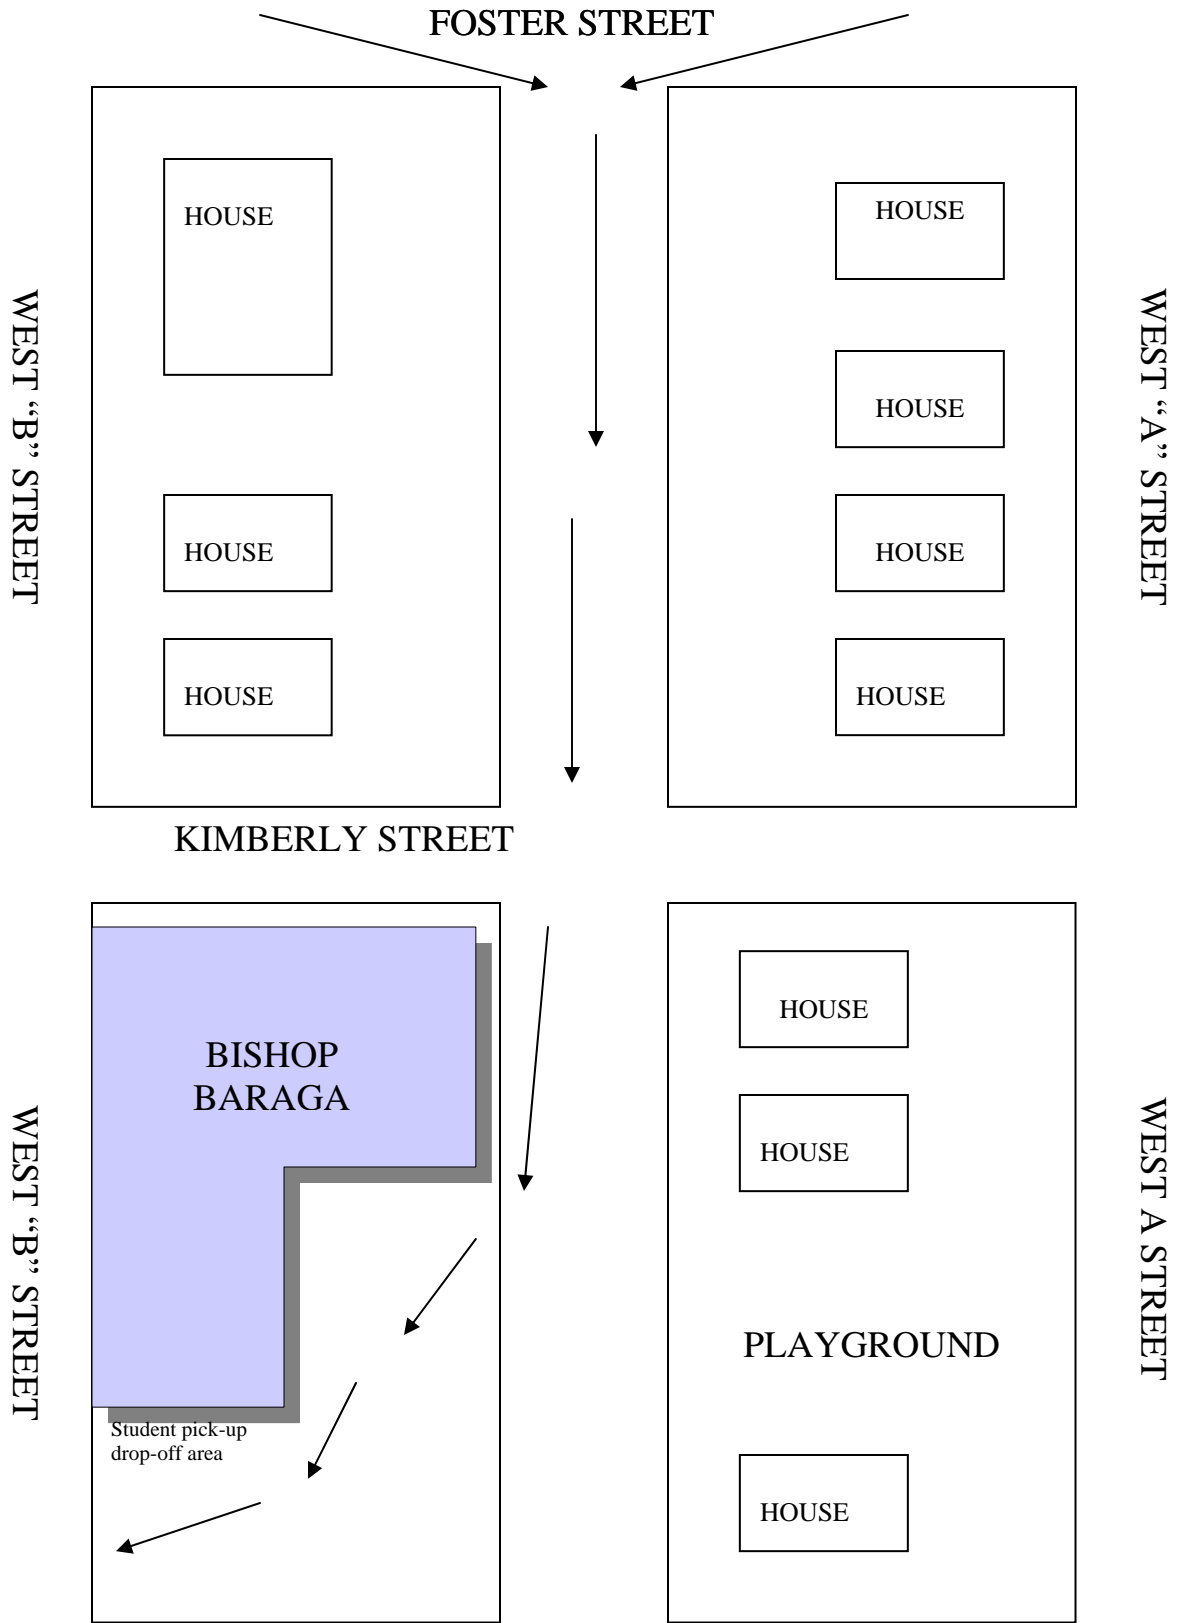 FOSTER STREET
HOUSE
HOUSE
WEST “B” STREET
WEST “A” STREET
HOUSE
HOUSE
HOUSE
HOUSE
HOUSE
KIMBERLY STREET
HOUSE
BISHOP
BARAGA
HOUSE
WEST “B” STREET
WEST A STREET
PLAYGROUND
Student pick-up
drop-off area
HOUSE